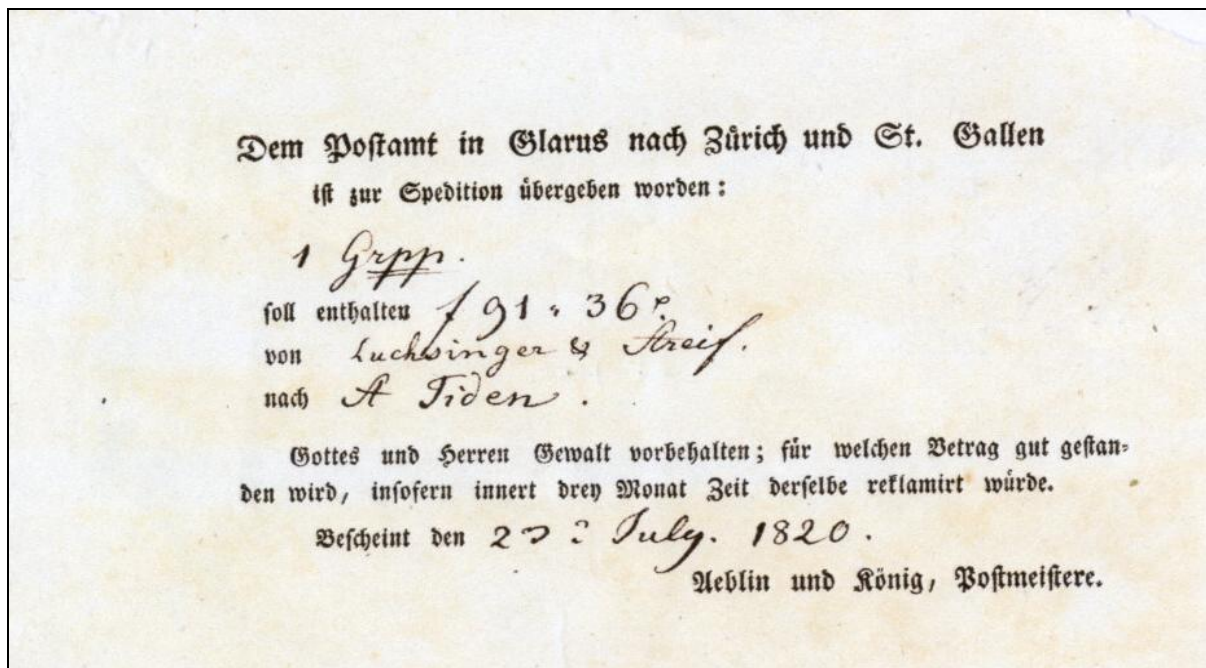 Dem Postamt in Glarus nach Zürich und St. Gallen
ist zur Spedition übergeben worden:
1 Grpp.
soll enthalten f 91 " 36
von Luchsinger & Streif.
nach A Tiden.
Gottes und Herren Gewalt vorbehalten; für welchen Betrag gut gestan-
den wird, insofern innert drey Monat Zeit derselbe reklamirt würde.
Bescheint den July. 1820.
Aeblin und König, Postmeistere.